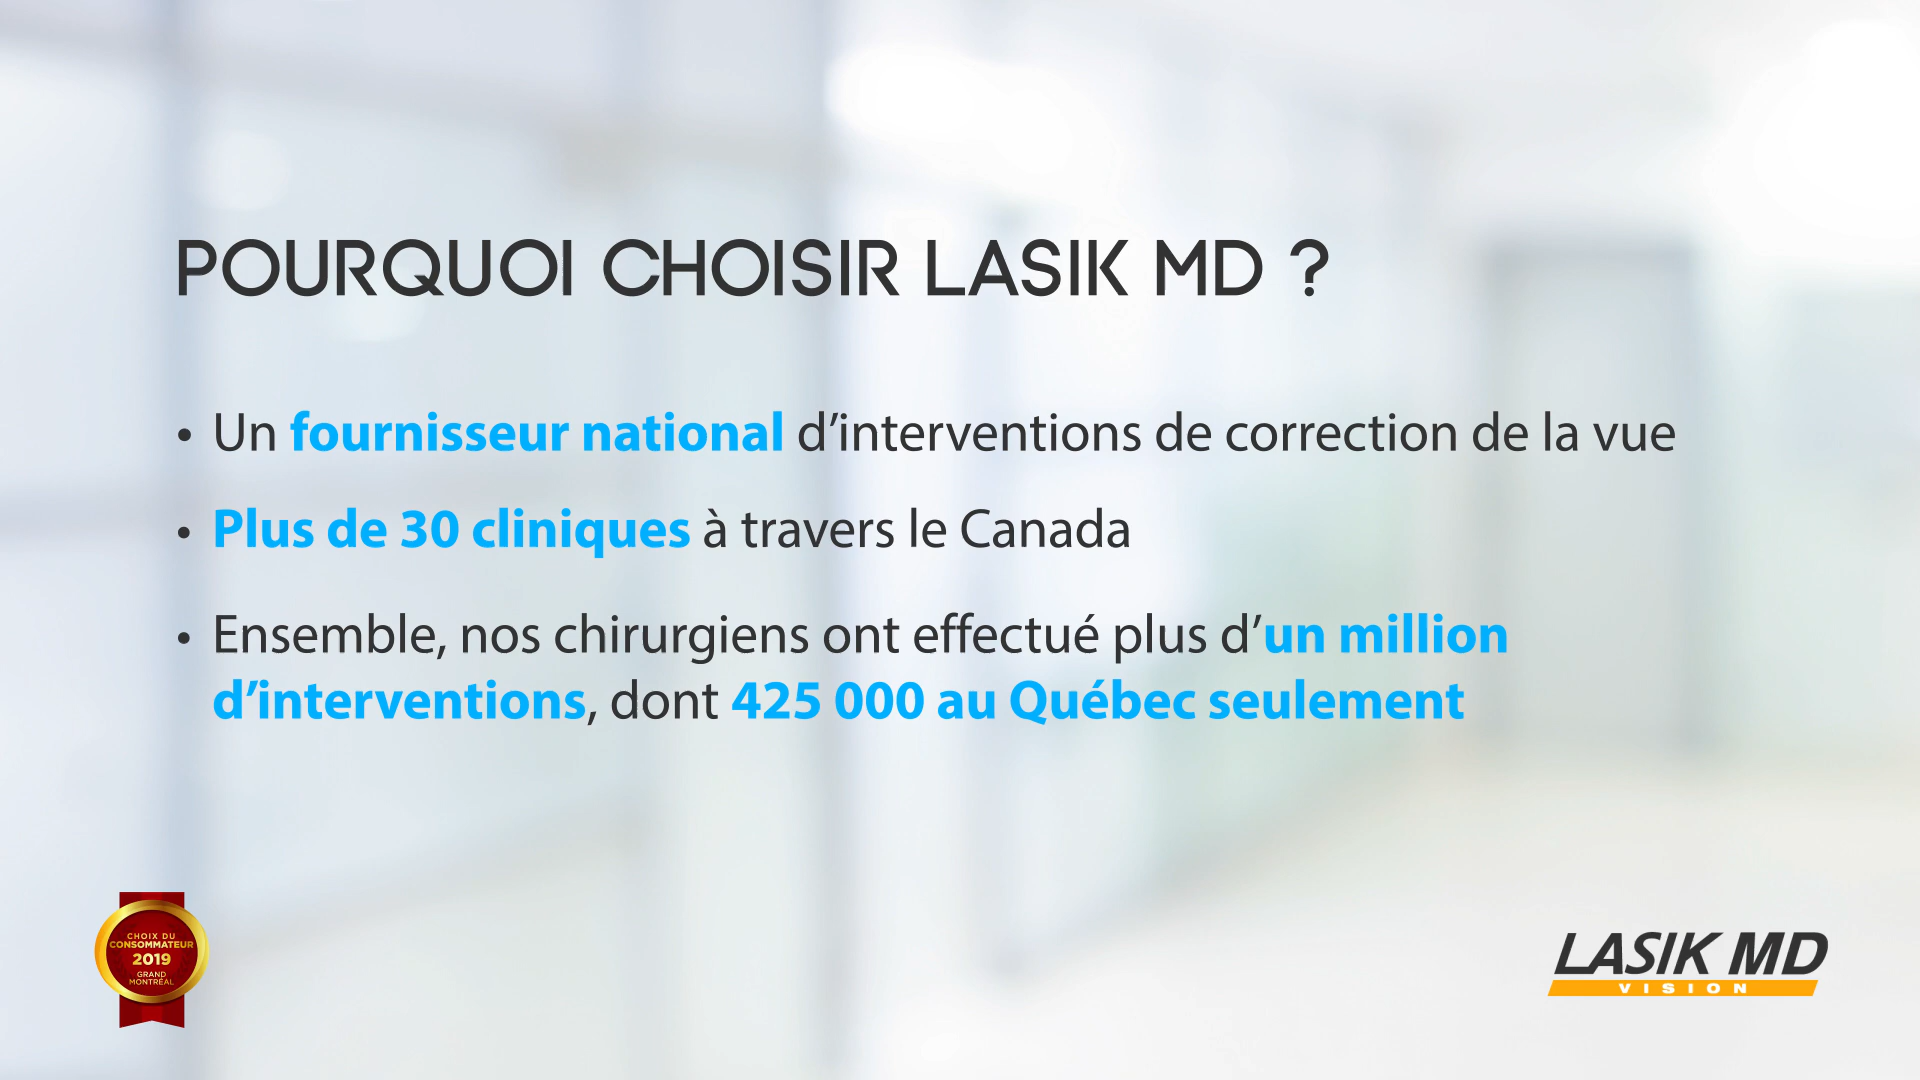 POURQUOI CHOISIR LASIK MD ?
• Un fournisseur national d’interventions de correction de la vue
• Plus de 30 cliniques à travers le Canada
• Ensemble, nos chirurgiens ont effectué plus d’un million
d’interventions, dont 425 000 au Québec seulement
CHOIX DU
CONSOMMATEUR
2019
GRAND
MONTRÉAL
LASIK MD
VISION